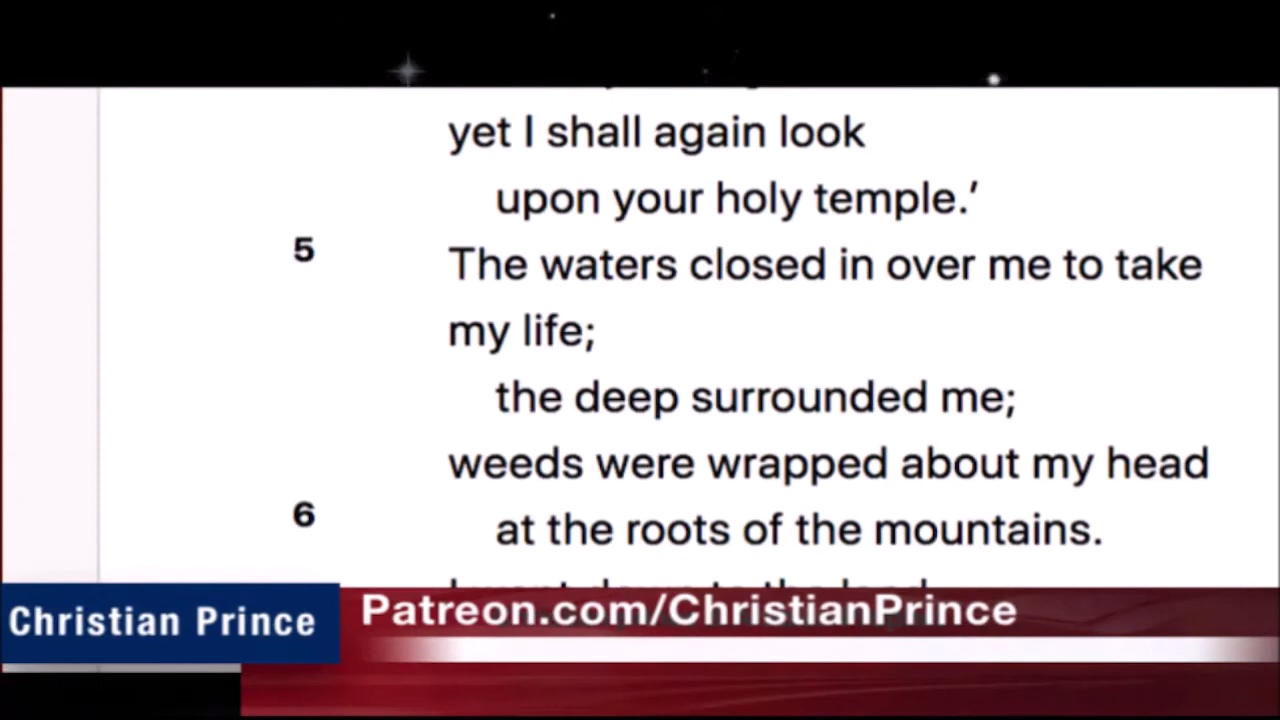 yet I shall again look
upon your holy temple.’
5
The waters closed in over me to take
my life;
the deep surrounded me;
weeds were wrapped about my head
6
at the roots of the mountains.
Christian Prince
Patreon.com/ChristianPrince